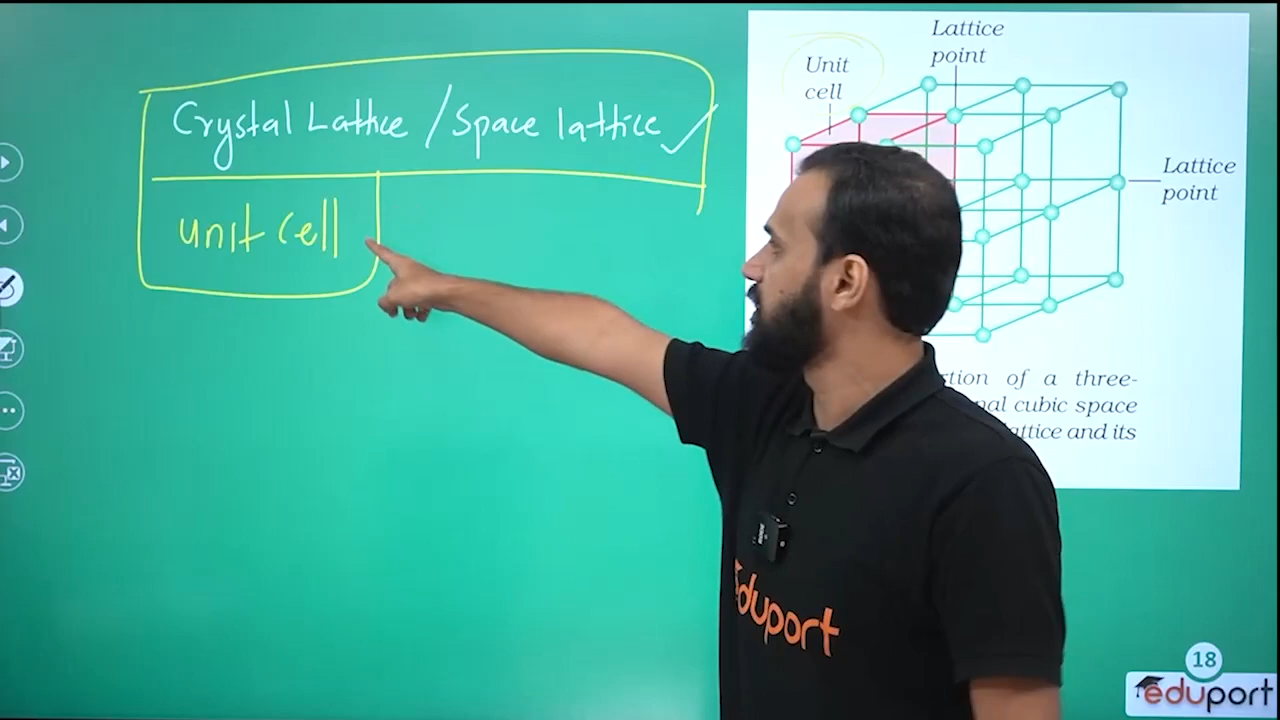 Crystal Lattice / Space lattice
unit cell
Unit
cell
Lattice
point
Lattice
point
of a three-
cubic space
and its
eduport
18
eduport